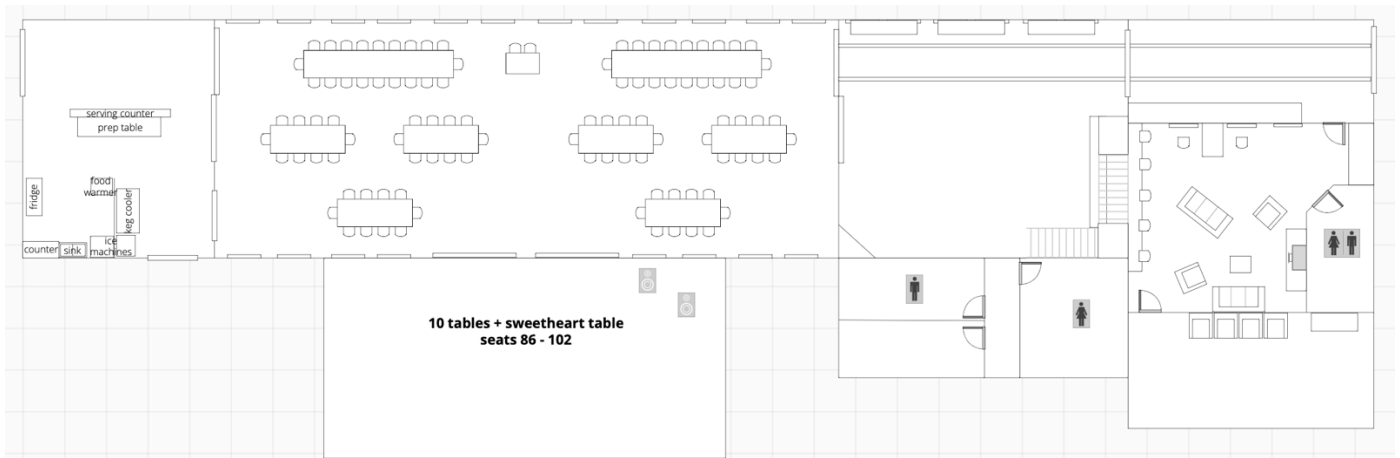 serving counter
prep table
food
warmer
fridge
keg cooler
ice
machines
counter
sink
10 tables + sweetheart table
seats 86 - 102